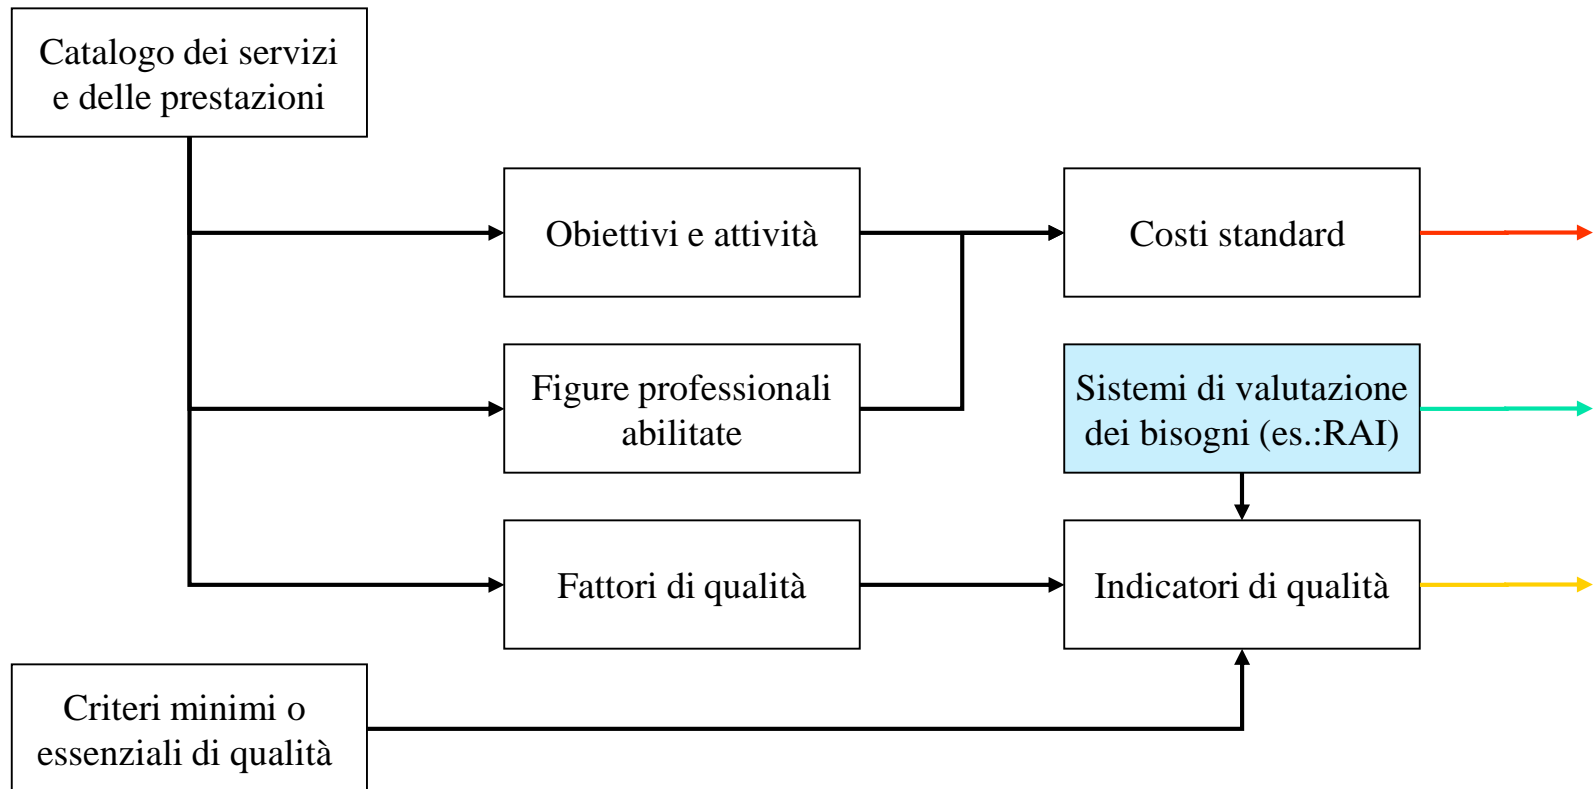 Catalogo dei servizi
e delle prestazioni
Obiettivi e attività
Costi standard
Figure professionali
abilitate
Sistemi di valutazione
dei bisogni (es.:RAI)
Fattori di qualità
Indicatori di qualità
Criteri minimi o
essenziali di qualità